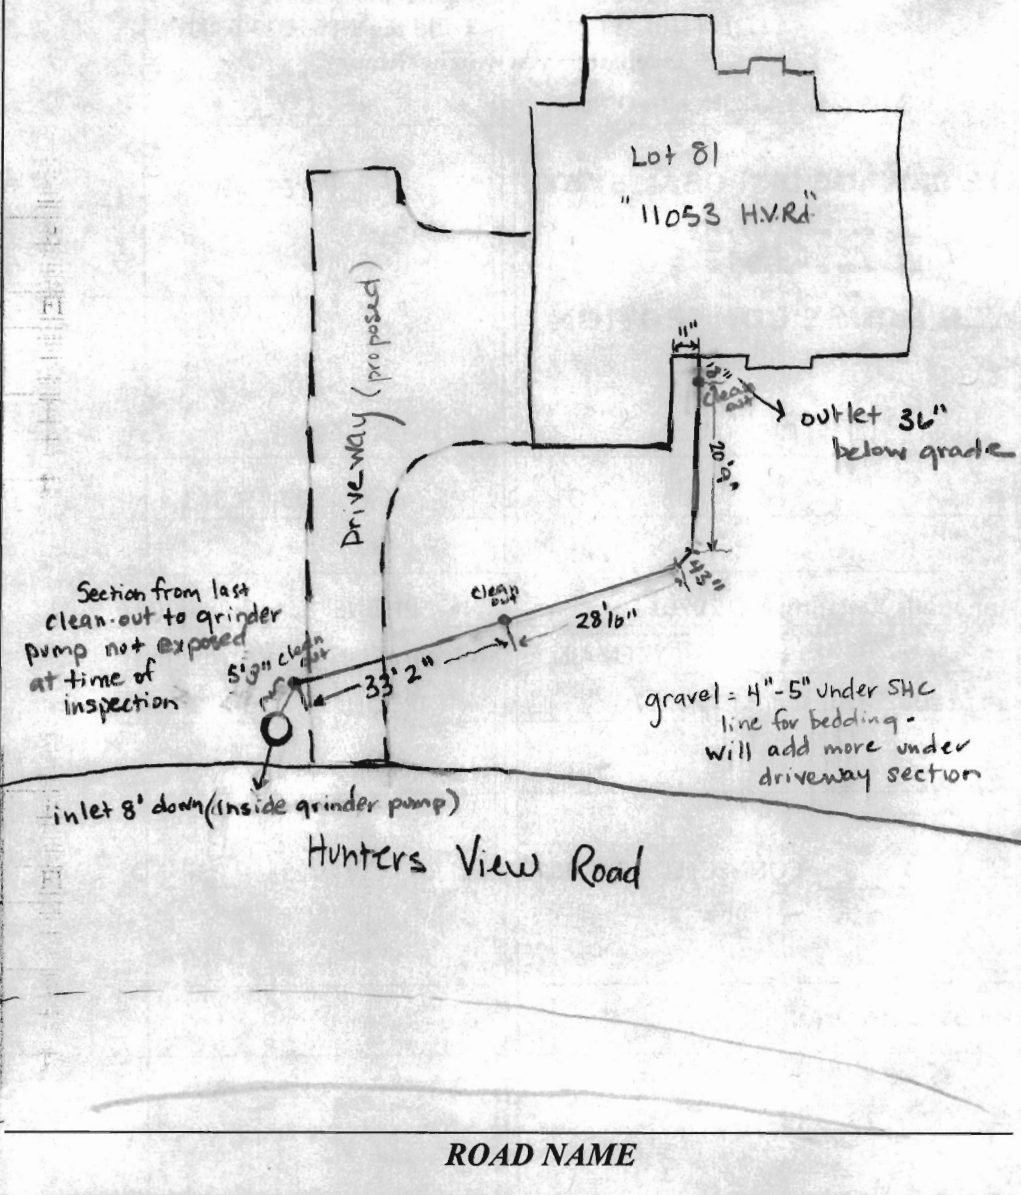 Lot 81
"11053 H.V.Rd"
Driveway (proposed)
11"
8"
clean
out
outlet 36"
below grade
20'9"
43"
clean
out
28'10"
Section from last
clean-out to grinder
pump not exposed
at time of
inspection
5'9"
clean
out
33' 2"
gravel = 4"-5" under SHC
line for bedding -
will add more under
driveway section
inlet 8' down (inside grinder pump)
Hunters View Road
ROAD NAME